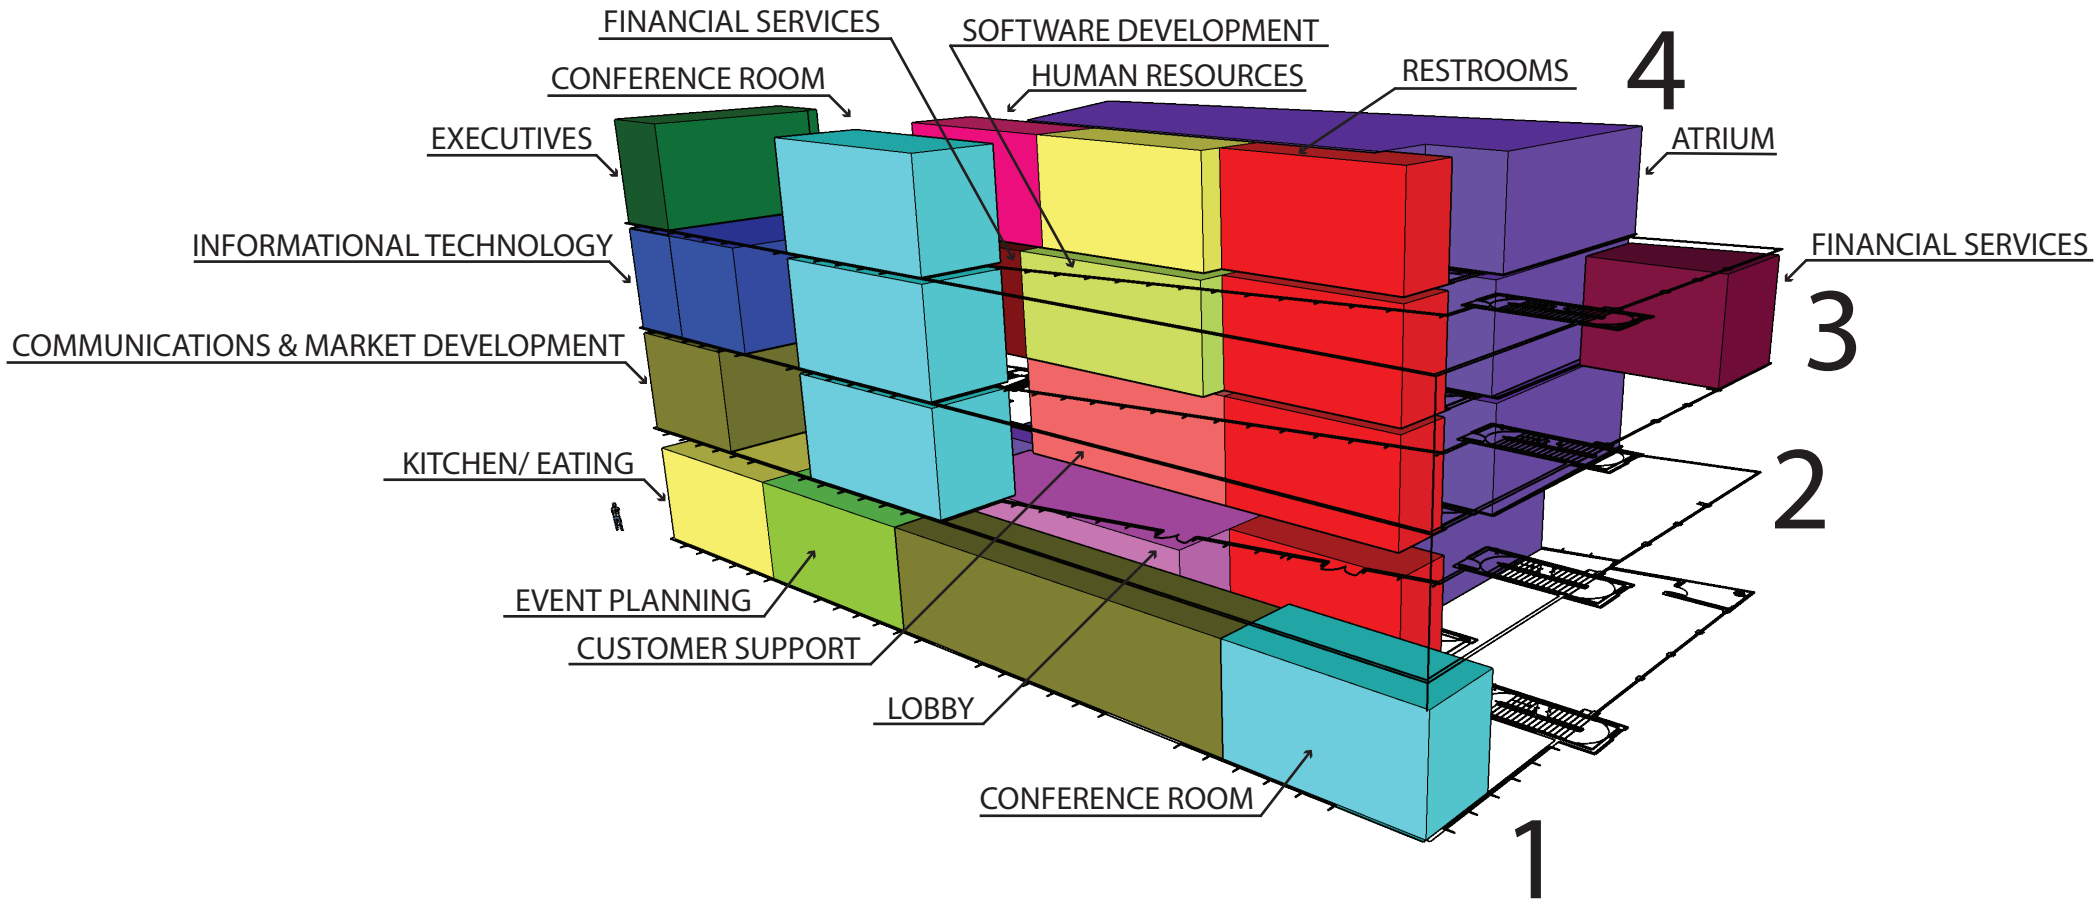 FINANCIAL SERVICES
SOFTWARE DEVELOPMENT
4
CONFERENCE ROOM
HUMAN RESOURCES
RESTROOMS
EXECUTIVES
ATRIUM
INFORMATIONAL TECHNOLOGY
FINANCIAL SERVICES
3
COMMUNICATIONS & MARKET DEVELOPMENT
KITCHEN/ EATING
2
EVENT PLANNING
CUSTOMER SUPPORT
LOBBY
CONFERENCE ROOM
1